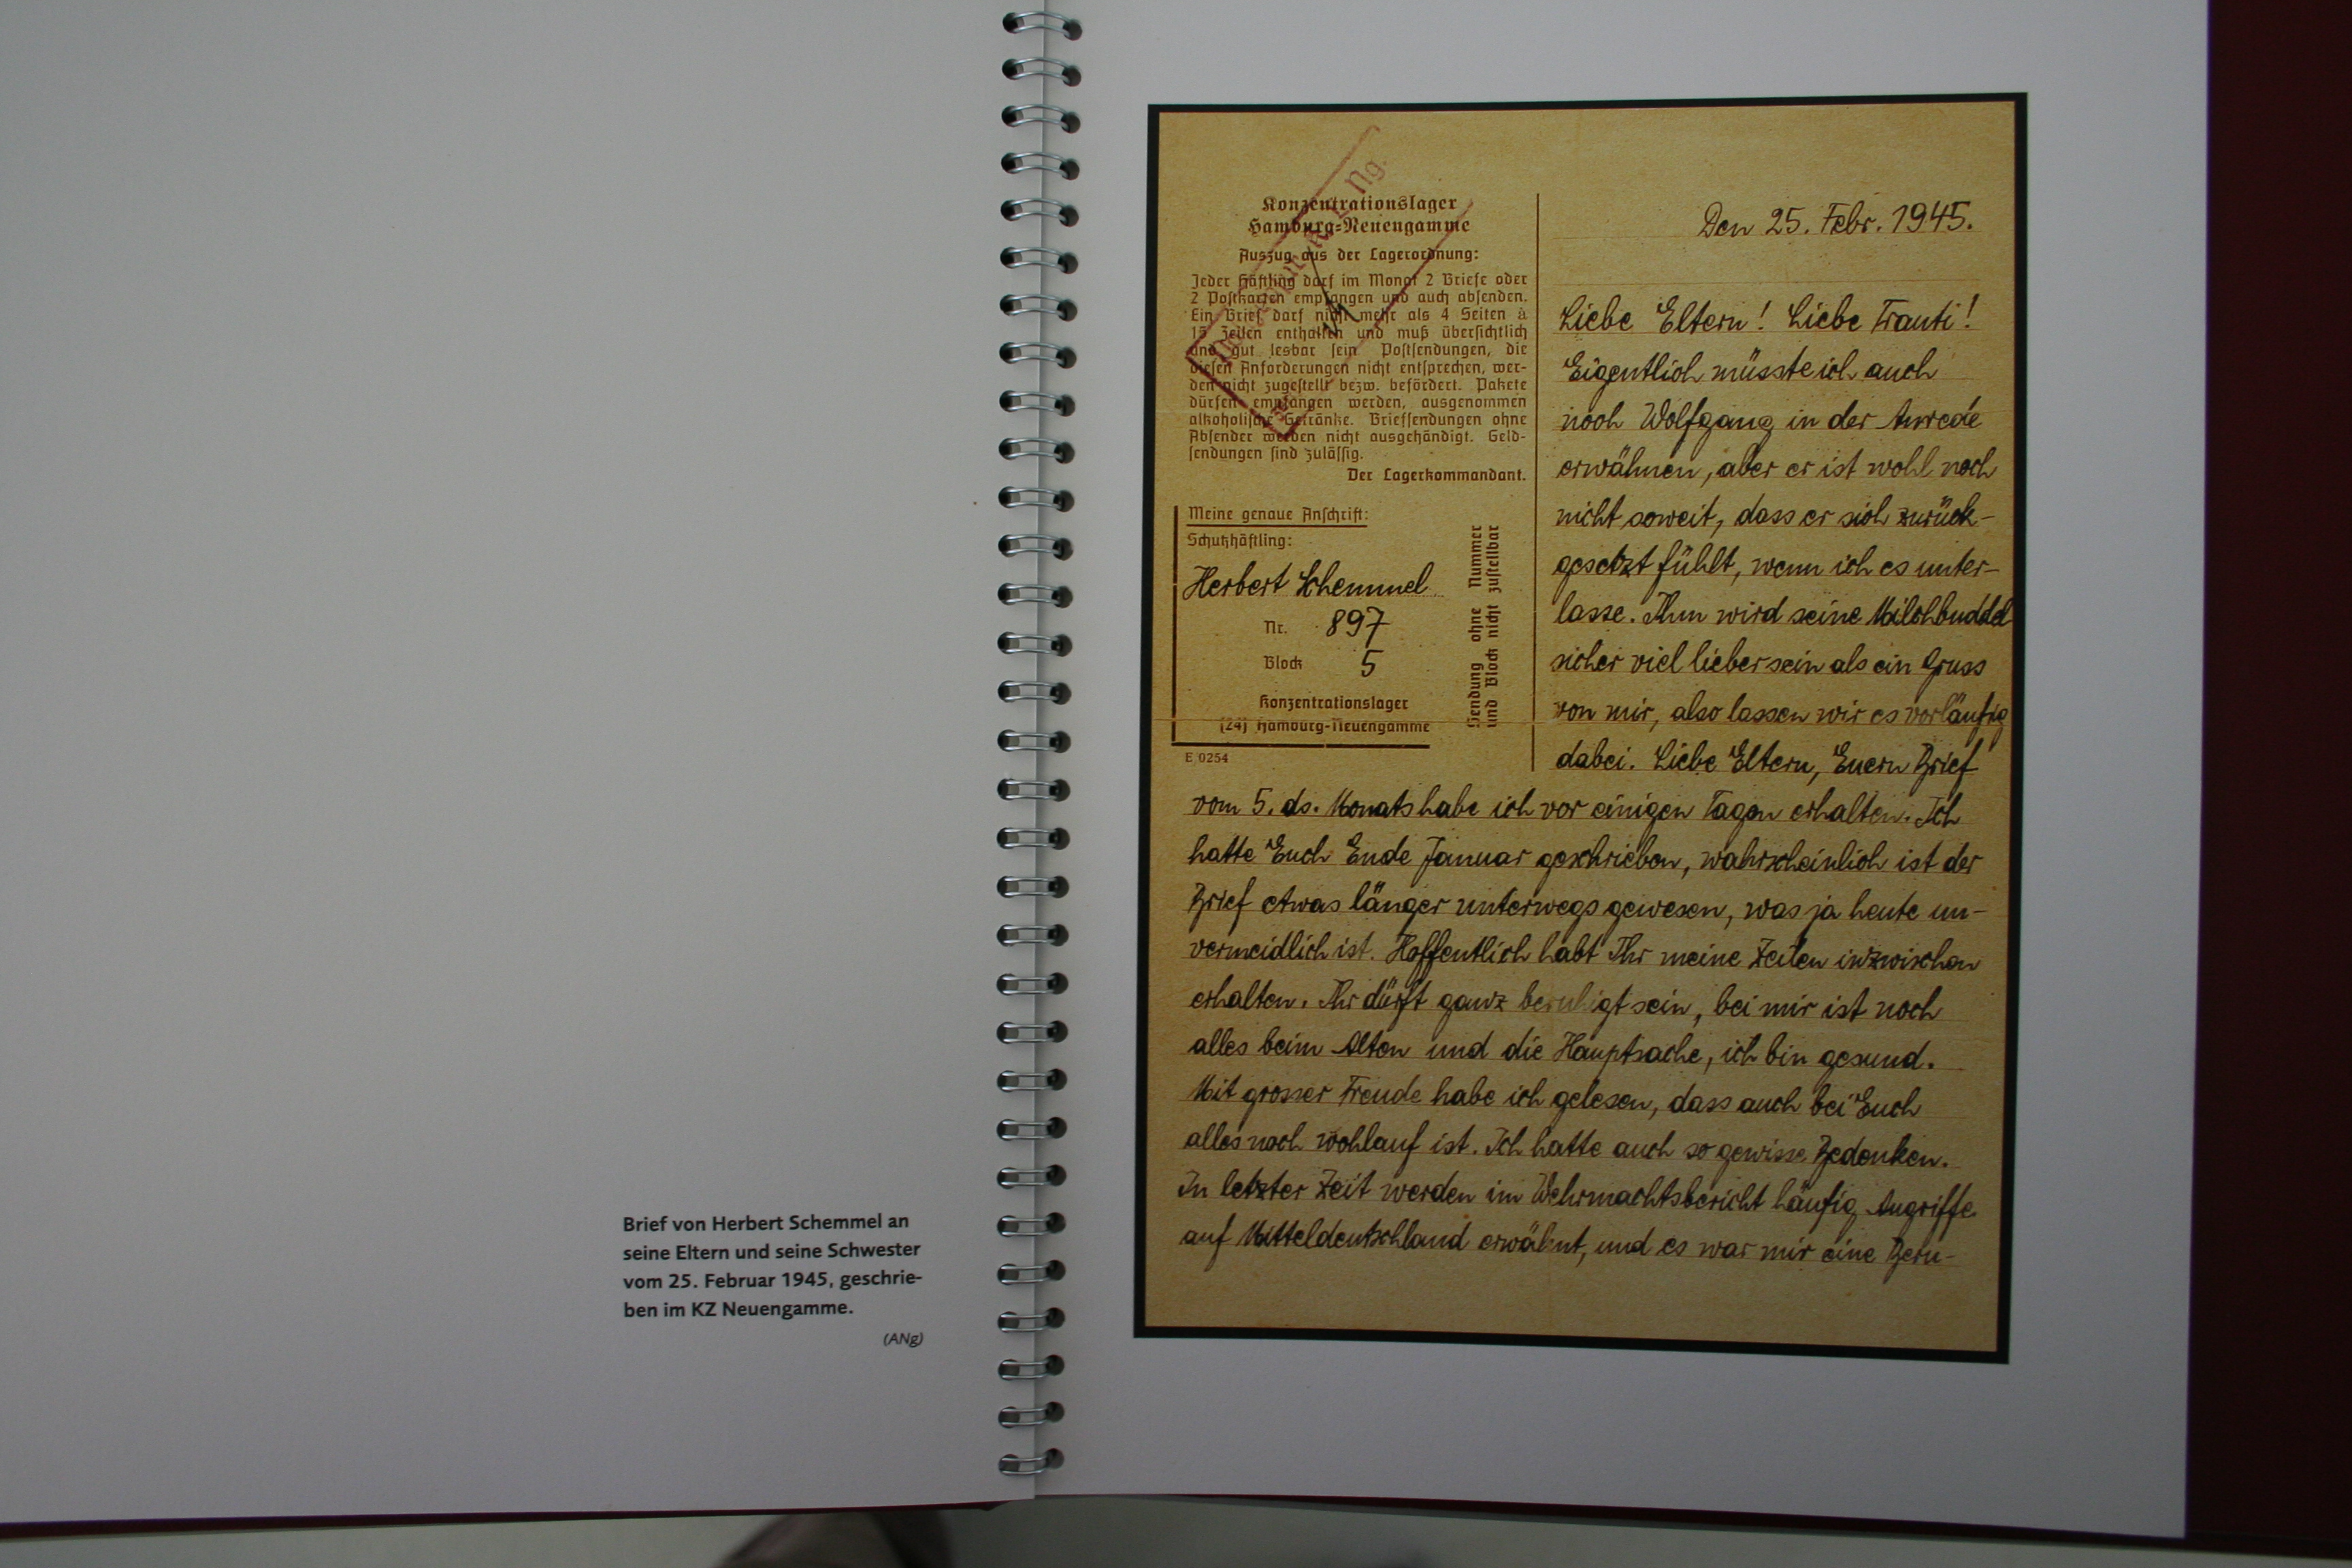 Brief von Herbert Schemmel an
seine Eltern und seine Schwester
vom 25. Februar 1945, geschrie-
ben im KZ Neuengamme.
(ANg)
Konzentrationslager
Hamburg-Neuengamme
Auszug aus der Lagerordnung:
Jeder Häftling darf im Monat 2 Briefe oder
2 Postkarten empfangen und auch absenden.
Ein Brief darf nicht mehr als 4 Seiten à
15 Zeilen enthalten und muß übersichtlich
und gut lesbar sein. Postsendungen, die
diesen Anforderungen nicht entsprechen, wer-
den nicht zugestellt bezw. befördert. Pakete
dürfen empfangen werden, ausgenommen
alkoholische Getränke. Briefsendungen ohne
Absender werden nicht ausgehändigt. Geld-
sendungen sind zulässig.
Der Lagerkommandant.
Meine genaue Anschrift:
Schutzhäftling:
Herbert Schemmel
Nr. 897
Block 5
Konzentrationslager
(24) Hamburg-Neuengamme
Sendung ohne Nummer
und Block nicht zustellbar
E 0254
Den 25. Febr. 1945.
Liebe Eltern! Liebe Trauti!
Eigentlich müsste ich auch
noch Wolfgang in der Anrede
erwähnen, aber er ist wohl noch
nicht soweit, dass er sich zurück-
gesetzt fühlt, wenn ich es unter-
lasse. Ihm wird seine Milchbuddel
sicher viel lieber sein als ein Gruss
von mir, also lassen wir es vorläufig
dabei. Liebe Eltern, Euern Brief
vom 5. ds. Monats habe ich vor einigen Tagen erhalten. Ich
hatte Euch Ende Januar geschrieben, wahrscheinlich ist der
Brief etwas länger unterwegs gewesen, was ja heute un-
vermeidlich ist. Hoffentlich habt Ihr meine Zeilen inzwischen
erhalten. Ihr dürft ganz beruhigt sein, bei mir ist noch
alles beim Alten und die Hauptsache, ich bin gesund.
Mit grosser Freude habe ich gelesen, dass auch bei Euch
alles noch wohlauf ist. Ich hatte auch so gewisse Bedenken.
In letzter Zeit werden im Wehrmachtsbericht häufig Angriffe
auf Mitteldeutschland erwähnt, und es war mir eine Beru-